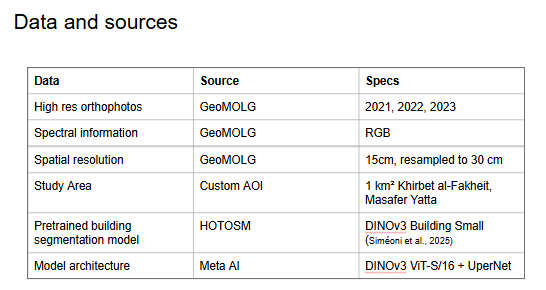 Data and sources
Data Source Specs
High res orthophotos GeoMOLG 2021, 2022, 2023
Spectral information GeoMOLG RGB
Spatial resolution GeoMOLG 15cm, resampled to 30 cm
Study Area Custom AOI 1 km² Khirbet al-Fakheit,
Masafer Yatta
Pretrained building HOTOSM DINOv3 Building Small
segmentation model (Siméoni et al., 2025)
Model architecture Meta AI DINOv3 ViT-S/16 + UperNet